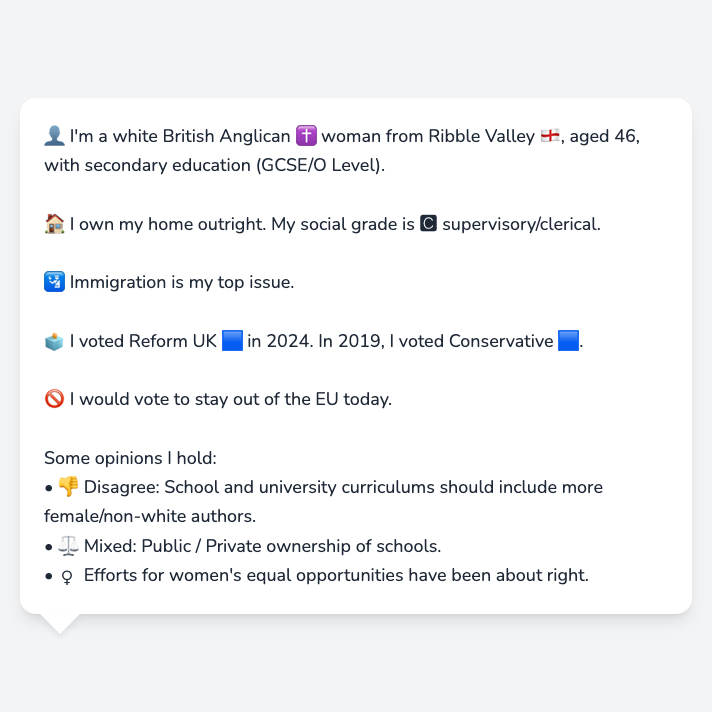 👤 I'm a white British Anglican ✝️ woman from Ribble Valley 🏴󠁧󠁢󠁥󠁮󠁧󠁿, aged 46,
with secondary education (GCSE/O Level).
🏠 I own my home outright. My social grade is 🅲 supervisory/clerical.
🛂 Immigration is my top issue.
🗳️ I voted Reform UK 🟦 in 2024. In 2019, I voted Conservative 🟦.
🚫 I would vote to stay out of the EU today.
Some opinions I hold:
• 👎 Disagree: School and university curriculums should include more
female/non-white authors.
• ⚖️ Mixed: Public / Private ownership of schools.
• ♀ Efforts for women's equal opportunities have been about right.